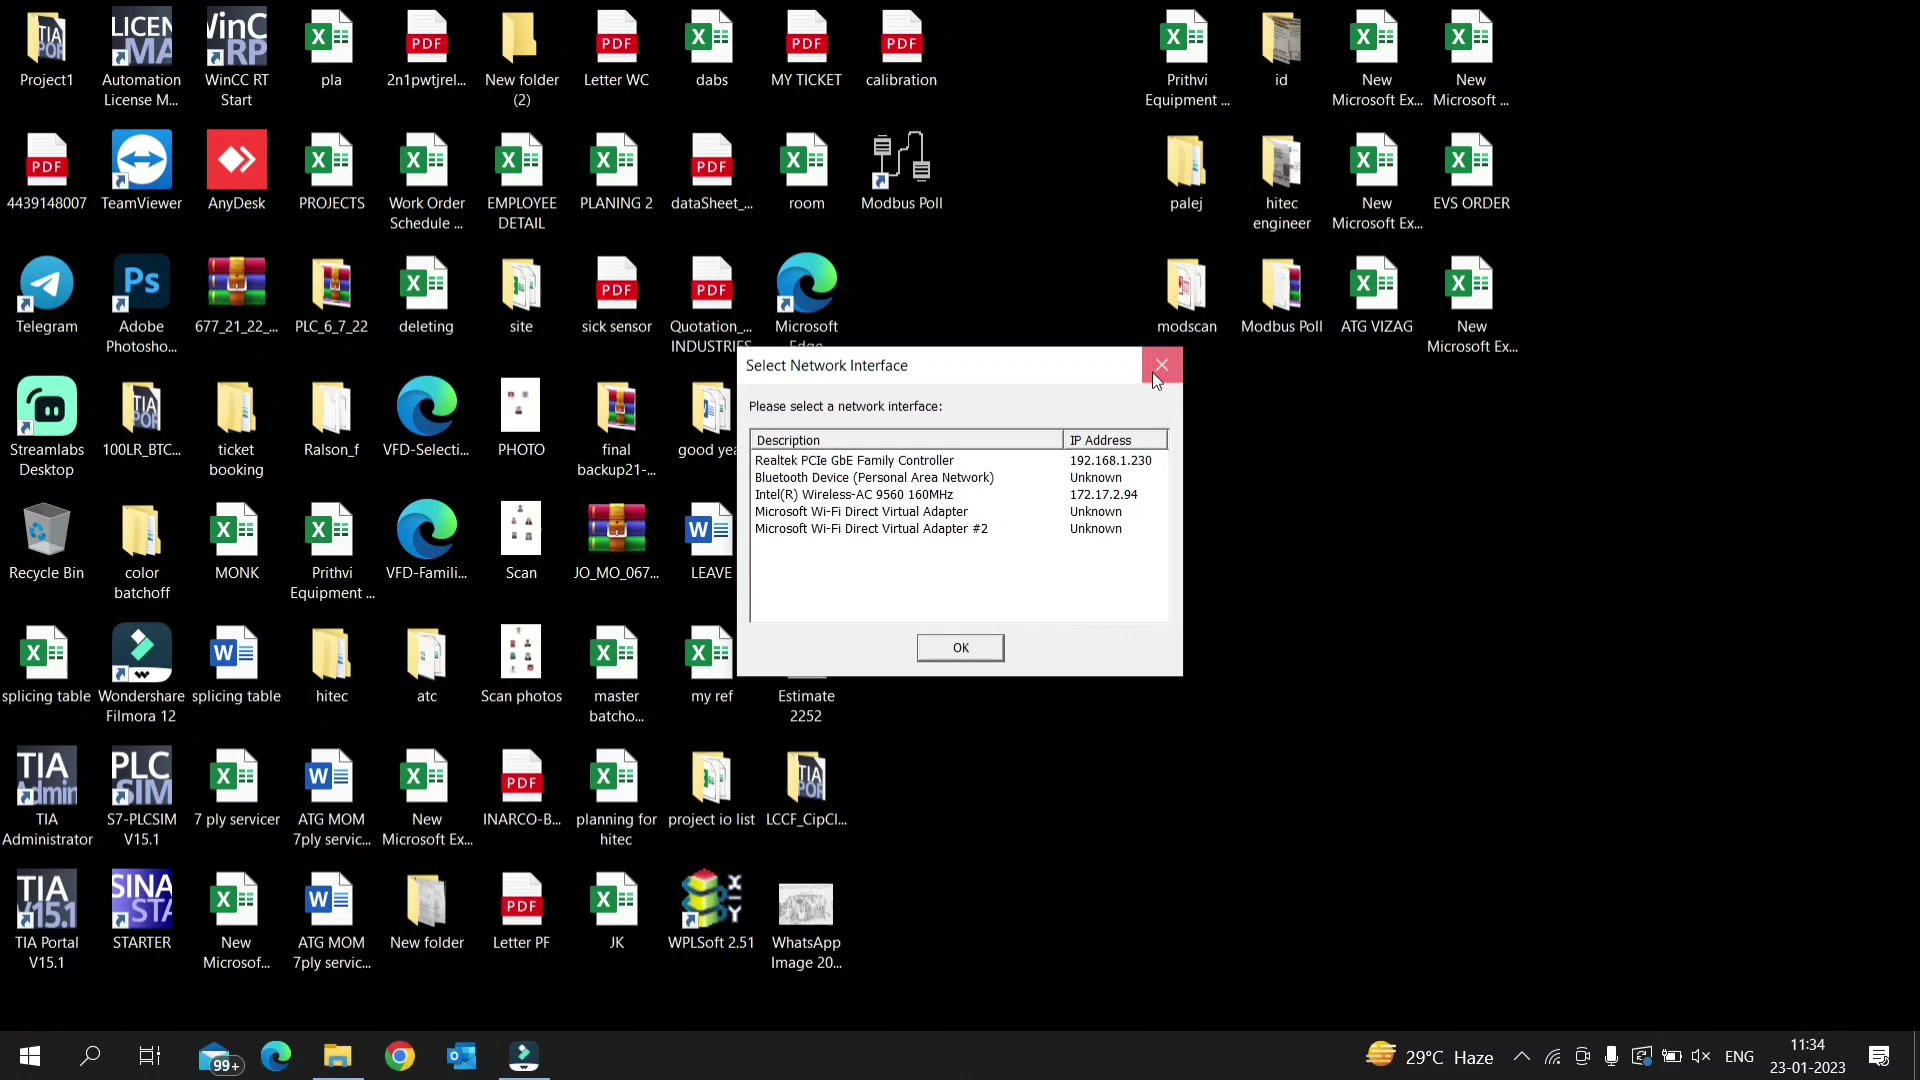 Project1
Automation
License M...
WinCC RT
Start
pla
2n1pwtjrel...
New folder
(2)
Letter WC
dabs
MY TICKET
calibration
Prithvi
Equipment ...
id
New
Microsoft Ex...
New
Microsoft ...
4439148007
TeamViewer
AnyDesk
PROJECTS
Work Order
Schedule ...
EMPLOYEE
DETAIL
PLANING 2
dataSheet_...
room
Modbus Poll
palej
hitec
engineer
New
Microsoft Ex...
EVS ORDER
Telegram
Adobe
Photosho...
677_21_22_...
PLC_6_7_22
deleting
site
sick sensor
Quotation_...
INDUSTRIES
Microsoft
Edge
modscan
Modbus Poll
ATG VIZAG
New
Microsoft Ex...
Select Network Interface
Please select a network interface:
Description IP Address
Realtek PCIe GbE Family Controller 192.168.1.230
Bluetooth Device (Personal Area Network) Unknown
Intel(R) Wireless-AC 9560 160MHz 172.17.2.94
Microsoft Wi-Fi Direct Virtual Adapter Unknown
Microsoft Wi-Fi Direct Virtual Adapter #2 Unknown
OK
Streamlabs
Desktop
100LR_BTC...
ticket
booking
Ralson_f
VFD-Selecti...
PHOTO
final
backup21-...
good yea
Recycle Bin
color
batchoff
MONK
Prithvi
Equipment ...
VFD-Famili...
Scan
JO_MO_067...
LEAVE
splicing table
Wondershare
Filmora 12
splicing table
hitec
atc
Scan photos
master
batcho...
my ref
Estimate
2252
TIA
Administrator
S7-PLCSIM
V15.1
7 ply servicer
ATG MOM
7ply servic...
New
Microsoft Ex...
INARCO-B...
planning for
hitec
project io list
LCCF_CipCl...
TIA Portal
V15.1
STARTER
New
Microsof...
ATG MOM
7ply servic...
New folder
Letter PF
JK
WPLSoft 2.51
WhatsApp
Image 20...
99+
29°C Haze
ENG
11:34
23-01-2023